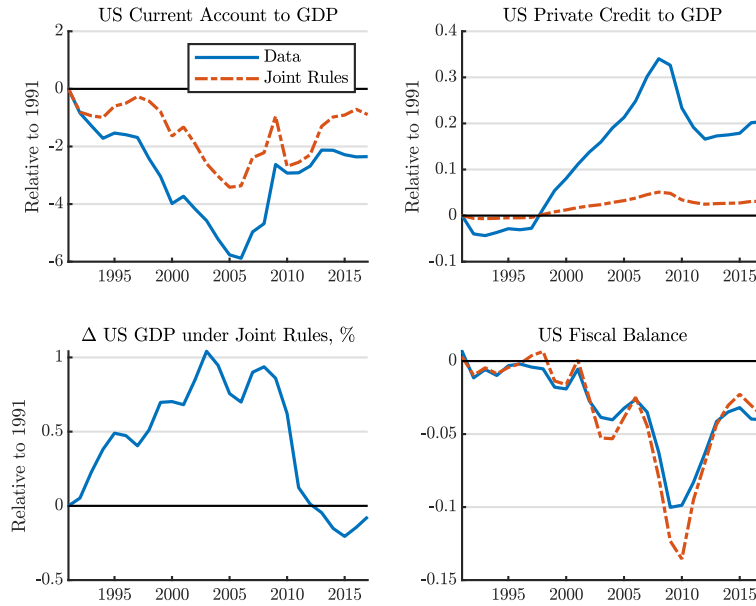 US Current Account to GDP
Relative to 1991
2
0
-2
-4
-6
1995 2000 2005 2010 2015
Data
Joint Rules
US Private Credit to GDP
Relative to 1991
0.4
0.3
0.2
0.1
0
-0.1
1995 2000 2005 2010 2015
Δ US GDP under Joint Rules, %
Relative to 1991
1
0.5
0
-0.5
1995 2000 2005 2010 2015
US Fiscal Balance
0
-0.05
-0.1
-0.15
1995 2000 2005 2010 2015